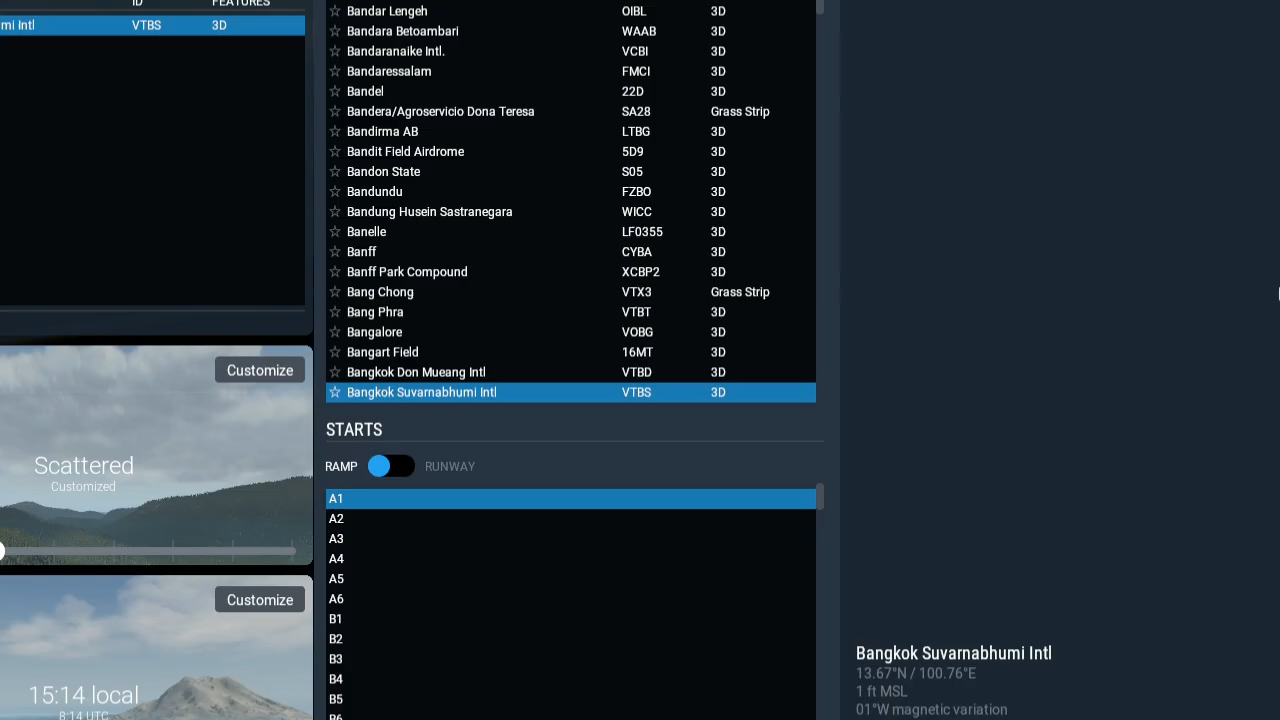 ID FEATURES
mi Intl VTBS 3D
Bandar Lengeh OIBL 3D
Bandara Betoambari WAAB 3D
Bandaranaike Intl. VCBI 3D
Bandaressalam FMCI 3D
Bandel 22D 3D
Bandera/Agroservicio Dona Teresa SA28 Grass Strip
Bandirma AB LTBG 3D
Bandit Field Airdrome 5D9 3D
Bandon State S05 3D
Bandundu FZBO 3D
Bandung Husein Sastranegara WICC 3D
Banelle LF0355 3D
Banff CYBA 3D
Banff Park Compound XCBP2 3D
Bang Chong VTX3 Grass Strip
Bang Phra VTBT 3D
Bangalore VOBG 3D
Bangart Field 16MT 3D
Bangkok Don Mueang Intl VTBD 3D
Bangkok Suvarnabhumi Intl VTBS 3D
STARTS
RAMP RUNWAY
A1
A2
A3
A4
A5
A6
B1
B2
B3
B4
B5
B6
Customize
Scattered
Customized
Customize
15:14 local
8:14 UTC
Bangkok Suvarnabhumi Intl
13.67°N / 100.76°E
1 ft MSL
01°W magnetic variation